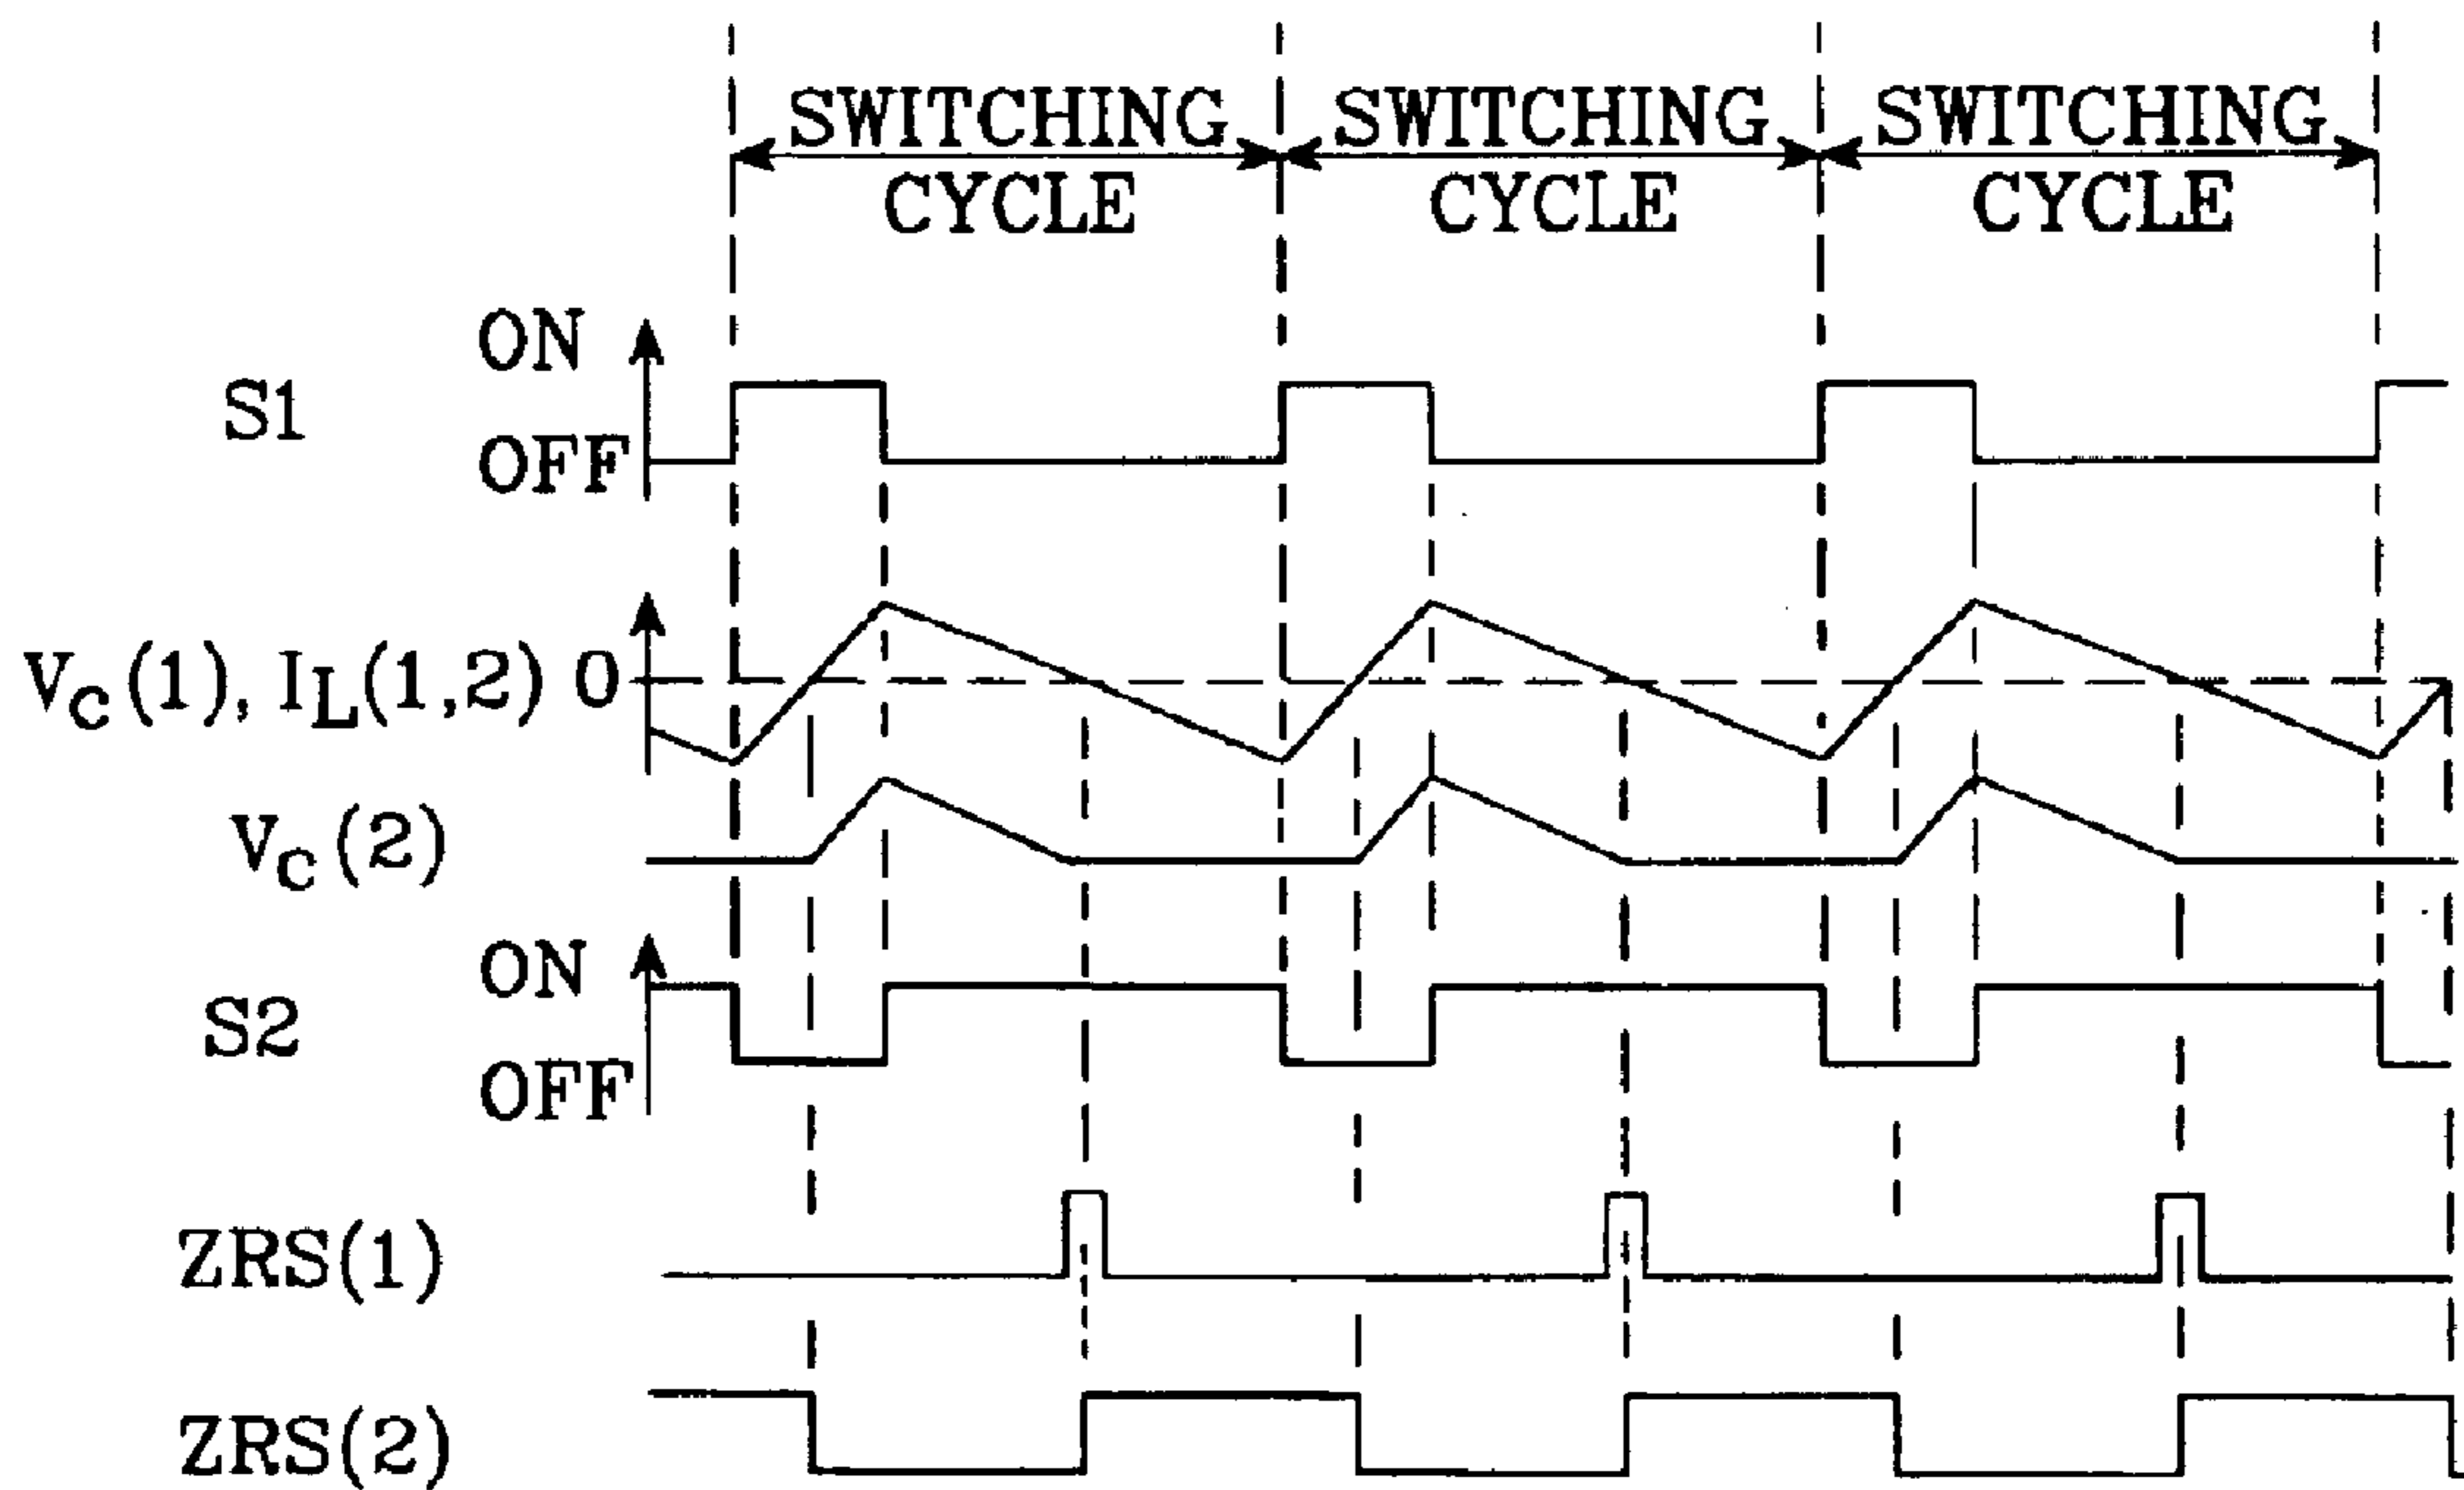 SWITCHING SWITCHING SWITCHING
CYCLE CYCLE CYCLE
ON
S1
OFF
Vc(1), IL(1,2) 0
Vc(2)
ON
S2
OFF
ZRS(1)
ZRS(2)